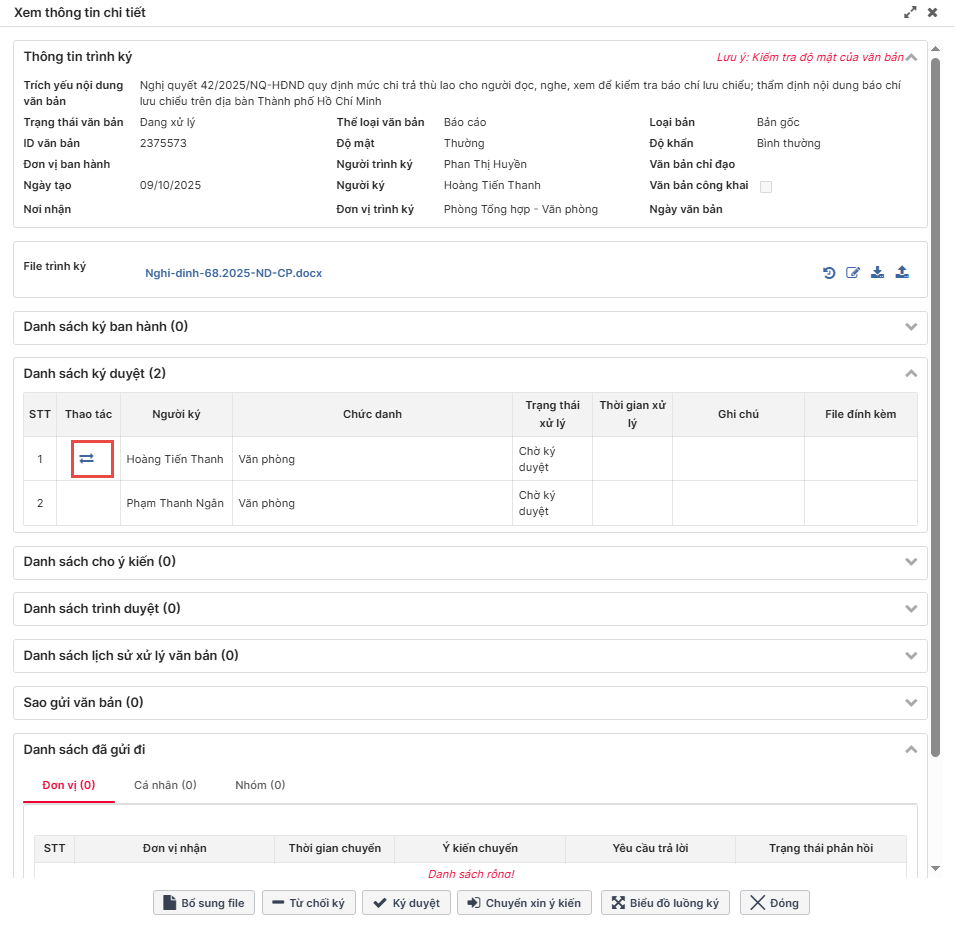 Xem thông tin chi tiết
Thông tin trình ký
Lưu ý: Kiểm tra độ mật của văn bản
Trích yếu nội dung văn bản
Nghị quyết 42/2025/NQ-HĐND quy định mức chi trả thù lao cho người đọc, nghe, xem để kiểm tra báo chí lưu chiểu; thẩm định nội dung báo chí
lưu chiểu trên địa bàn Thành phố Hồ Chí Minh
Trạng thái văn bản Đang xử lý Thể loại văn bản Báo cáo Loại bản Bản gốc
ID văn bản 2375573 Độ mật Thường Độ khẩn Bình thường
Đơn vị ban hành Người trình ký Phan Thị Huyền Văn bản chỉ đạo
Ngày tạo 09/10/2025 Người ký Hoàng Tiến Thanh Văn bản công khai
Nơi nhận Đơn vị trình ký Phòng Tổng hợp - Văn phòng Ngày văn bản
File trình ký Nghi-dinh-68.2025-ND-CP.docx
Danh sách ký ban hành (0)
Danh sách ký duyệt (2)
STT Thao tác Người ký Chức danh Trạng thái xử lý Thời gian xử lý Ghi chú File đính kèm
1 Hoàng Tiến Thanh Văn phòng Chờ ký duyệt
2 Phạm Thanh Ngân Văn phòng Chờ ký duyệt
Danh sách cho ý kiến (0)
Danh sách trình duyệt (0)
Danh sách lịch sử xử lý văn bản (0)
Sao gửi văn bản (0)
Danh sách đã gửi đi
Đơn vị (0) Cá nhân (0) Nhóm (0)
STT Đơn vị nhận Thời gian chuyển Ý kiến chuyển Yêu cầu trả lời Trạng thái phản hồi
Danh sách rỗng!
Bổ sung file Từ chối ký Ký duyệt Chuyển xin ý kiến Biểu đồ luồng ký Đóng